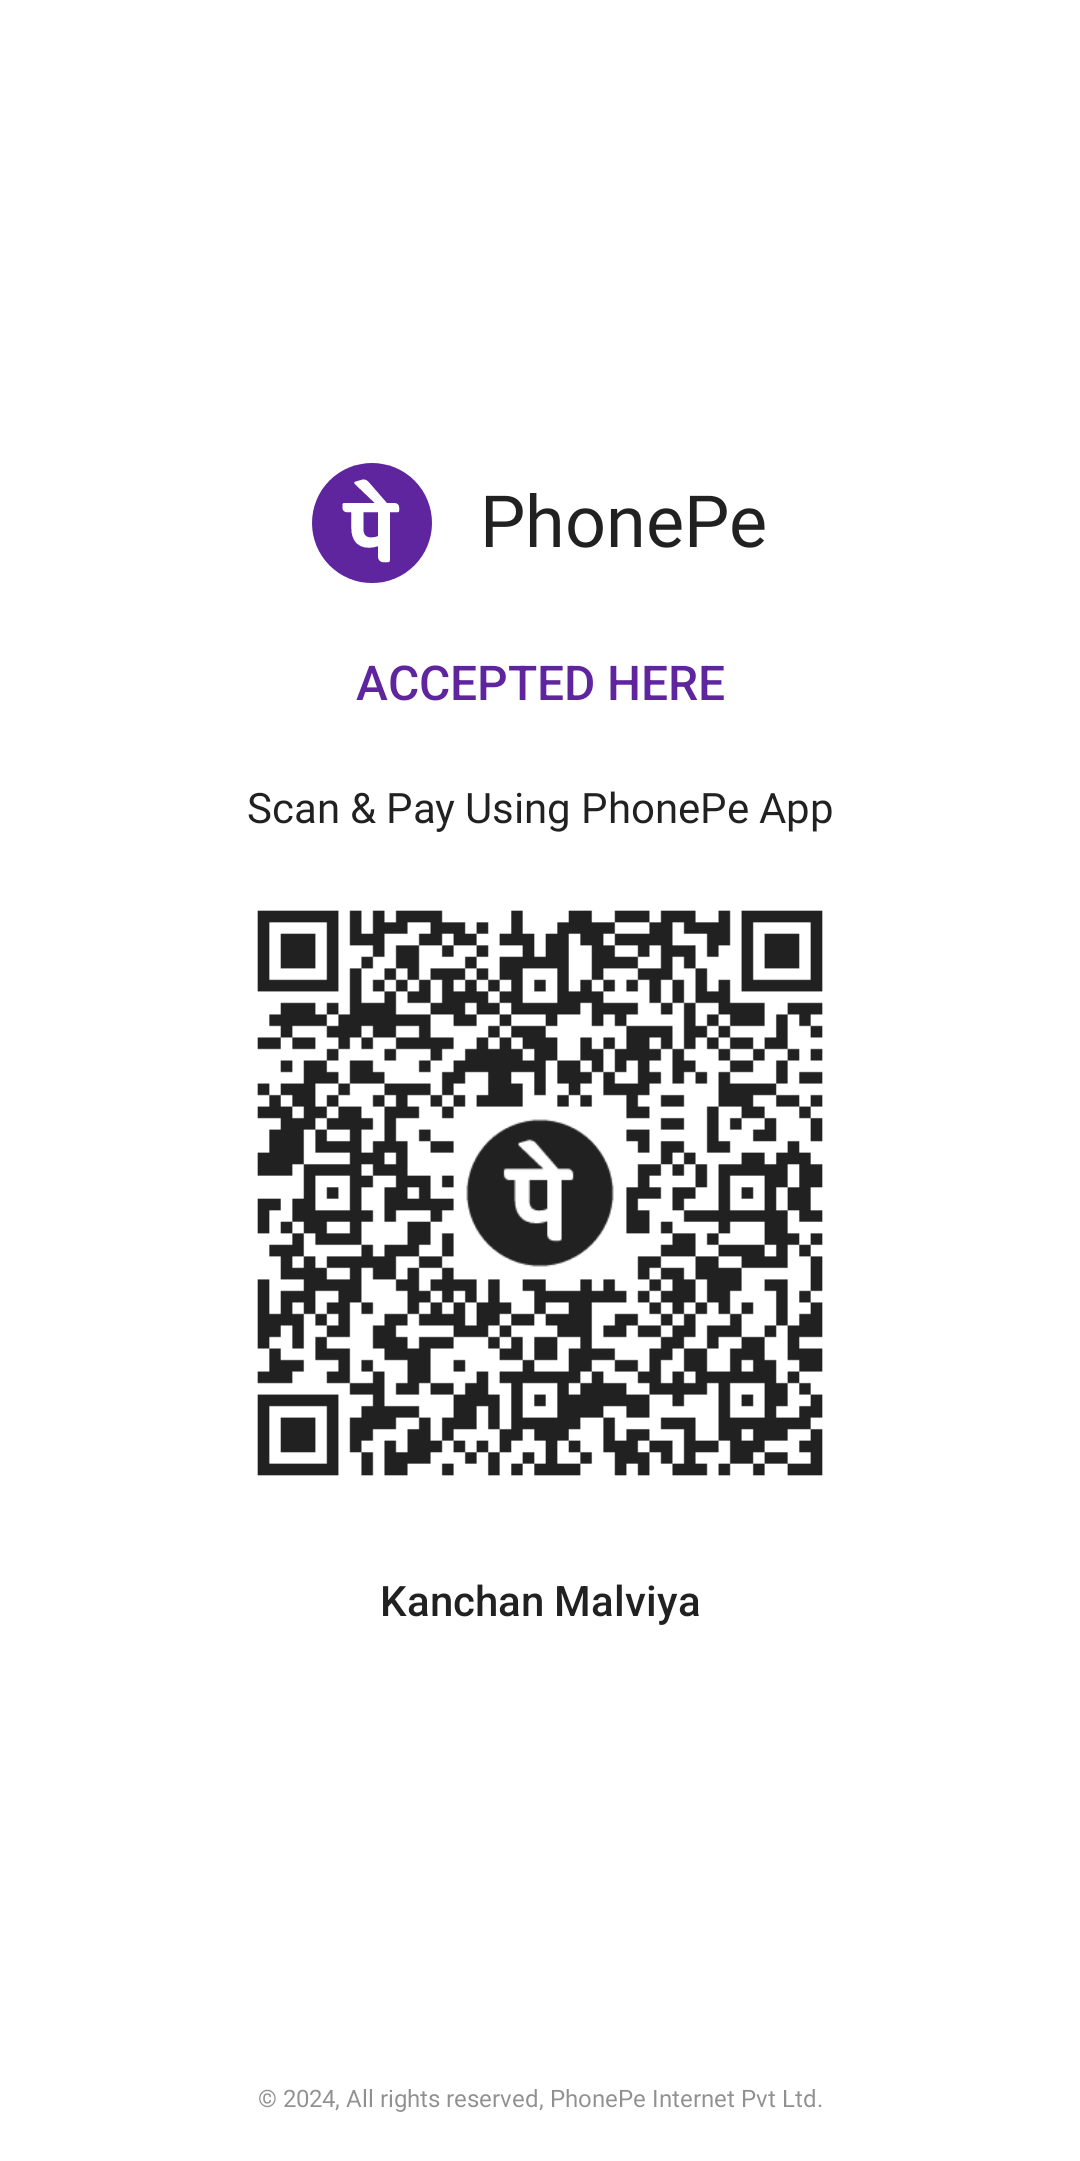 पे PhonePe
ACCEPTED HERE
Scan & Pay Using PhonePe App
पे
Kanchan Malviya
© 2024, All rights reserved, PhonePe Internet Pvt Ltd.